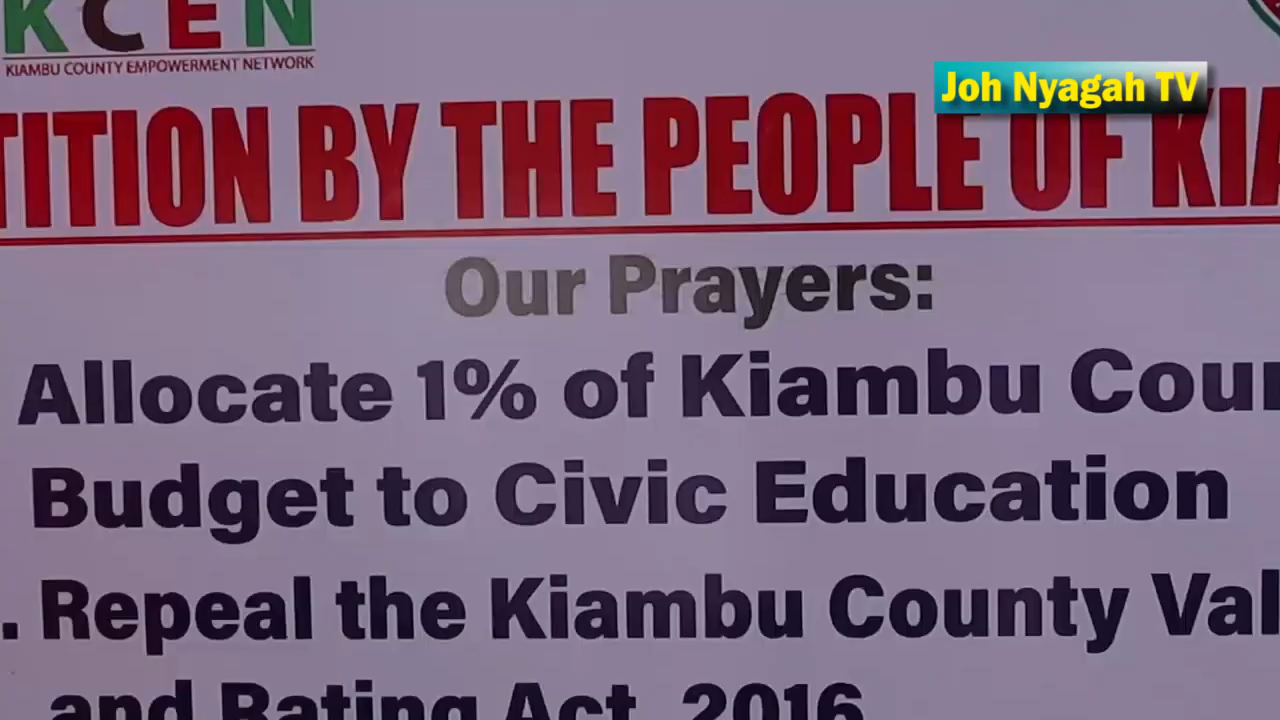 KCEN
KIAMBU COUNTY EMPOWERMENT NETWORK
Joh Nyagah TV
TITION BY THE PEOPLE OF KIA
Our Prayers:
Allocate 1% of Kiambu Coun
Budget to Civic Education
. Repeal the Kiambu County Val
and Rating Act, 2016